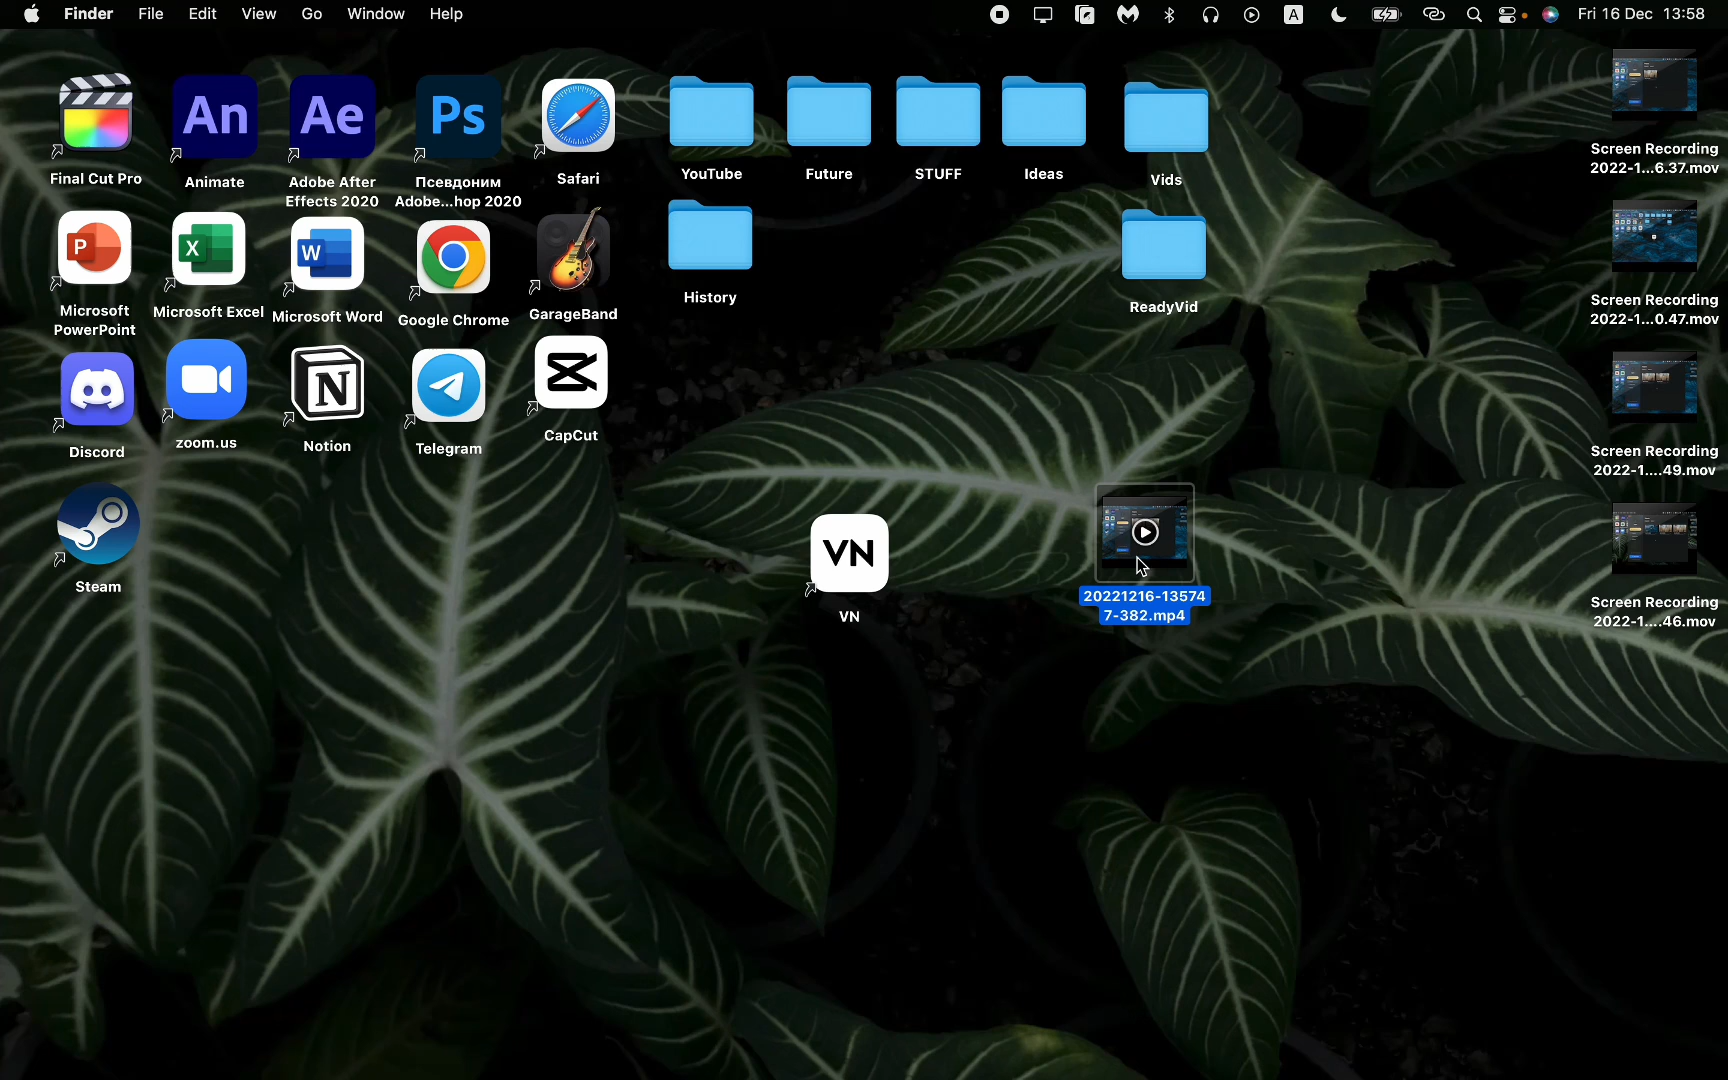 Finder File Edit View Go Window Help A Fri 16 Dec 13:58
An Ae Ps
Final Cut Pro
Animate
Adobe After
Effects 2020
Псевдоним
Adobe...hop 2020
Safari
YouTube
Future
STUFF
Ideas
Vids
Screen Recording
2022-1...6.37.mov
P X W
Microsoft
PowerPoint
Microsoft Excel
Microsoft Word
Google Chrome
GarageBand
History
ReadyVid
Screen Recording
2022-1...0.47.mov
N
Discord
zoom.us
Notion
Telegram
CapCut
Screen Recording
2022-1....49.mov
Steam
VN
VN
20221216-13574
7-382.mp4
Screen Recording
2022-1....46.mov